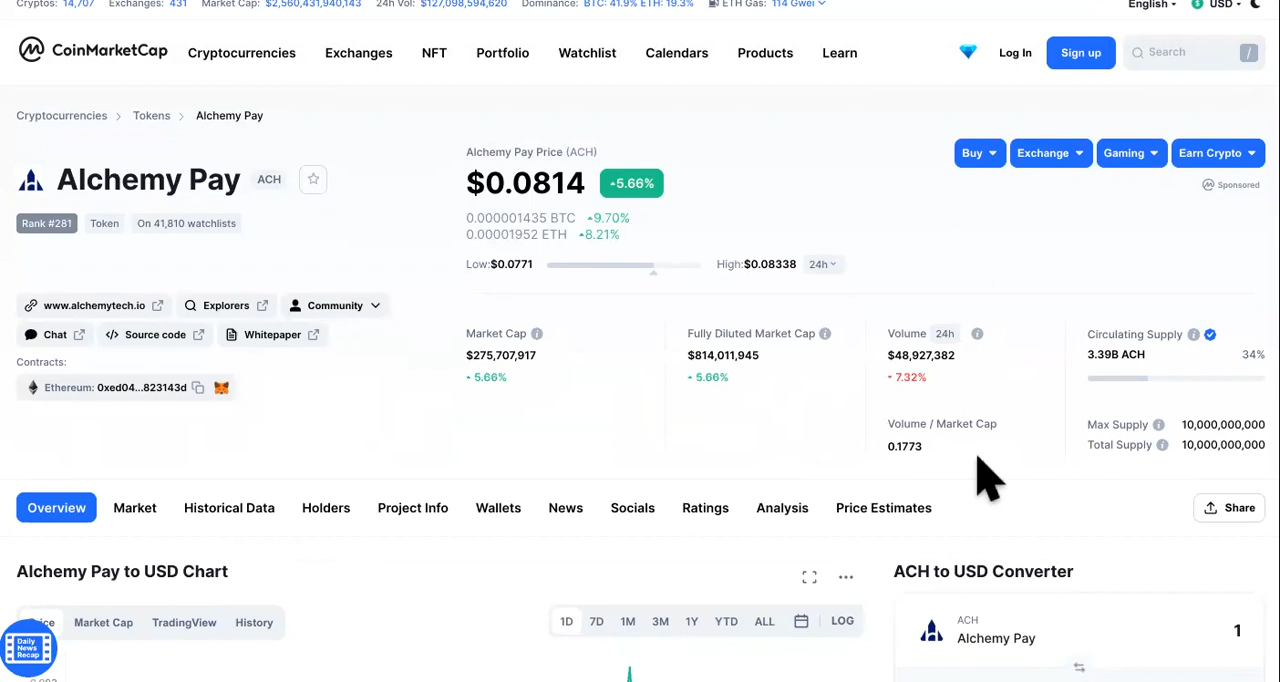 Cryptos: 14,707 Exchanges: 431 Market Cap: $2,560,431,940,143 24h Vol: $127,098,594,620 Dominance: BTC: 41.9% ETH: 19.3% ETH Gas: 114 Gwei English USD
CoinMarketCap Cryptocurrencies Exchanges NFT Portfolio Watchlist Calendars Products Learn Log In Sign up Search /
Cryptocurrencies > Tokens > Alchemy Pay
Alchemy Pay ACH
Rank #281 Token On 41,810 watchlists
www.alchemytech.io Explorers Community
Chat Source code Whitepaper
Contracts:
Ethereum: 0xed04...823143d
Alchemy Pay Price (ACH)
$0.0814 5.66%
0.000001435 BTC 9.70%
0.00001952 ETH 8.21%
Low:$0.0771 High:$0.08338 24h
Buy Exchange Gaming Earn Crypto
Sponsored
Market Cap
$275,707,917
5.66%
Fully Diluted Market Cap
$814,011,945
5.66%
Volume 24h
$48,927,382
7.32%
Volume / Market Cap
0.1773
Circulating Supply
3.39B ACH 34%
Max Supply 10,000,000,000
Total Supply 10,000,000,000
Overview Market Historical Data Holders Project Info Wallets News Socials Ratings Analysis Price Estimates Share
Alchemy Pay to USD Chart
Market Cap TradingView History
1D 7D 1M 3M 1Y YTD ALL LOG
ACH to USD Converter
ACH
Alchemy Pay 1
Daily
News
Recap